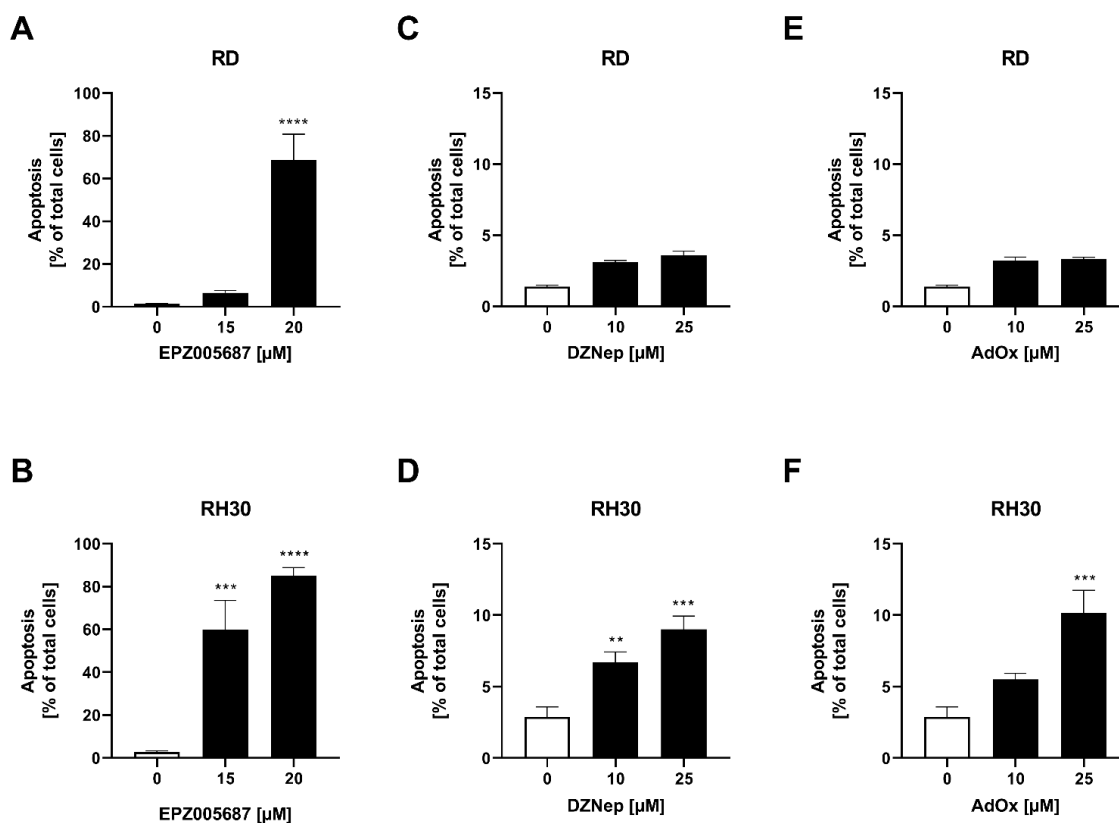 A
RD
Apoptosis
[% of total cells]
100
80
60
40
20
0
****
0 15 20
EPZ005687 [µM]
C
RD
Apoptosis
[% of total cells]
15
10
5
0
0 10 25
DZNep [µM]
E
RD
Apoptosis
[% of total cells]
15
10
5
0
0 10 25
AdOx [µM]
B
RH30
Apoptosis
[% of total cells]
100
80
60
40
20
0
***
****
0 15 20
EPZ005687 [µM]
D
RH30
Apoptosis
[% of total cells]
15
10
5
0
**
***
0 10 25
DZNep [µM]
F
RH30
Apoptosis
[% of total cells]
15
10
5
0
***
0 10 25
AdOx [µM]